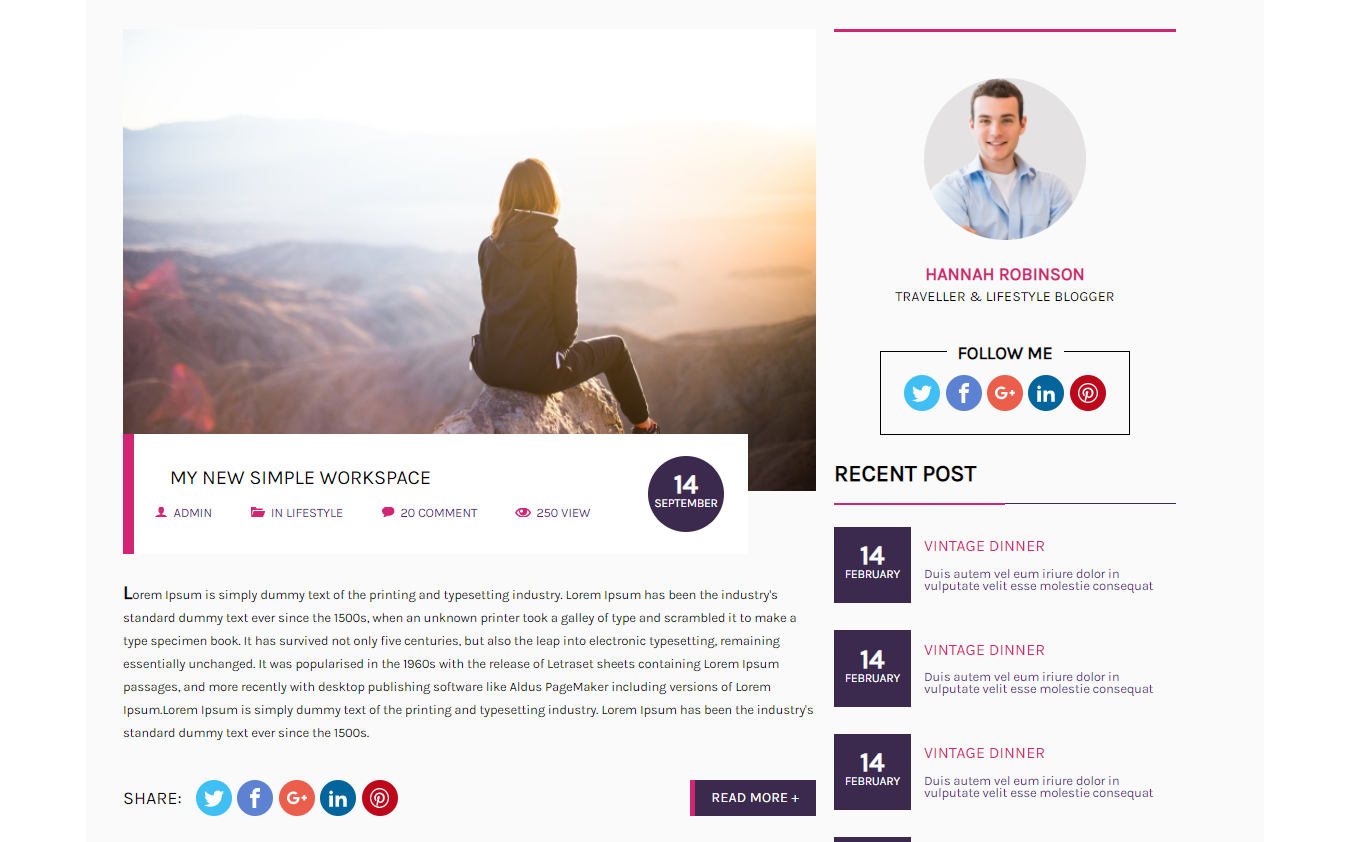 MY NEW SIMPLE WORKSPACE
14
SEPTEMBER
ADMIN IN LIFESTYLE 20 COMMENT 250 VIEW
Lorem Ipsum is simply dummy text of the printing and typesetting industry. Lorem Ipsum has been the industry's
standard dummy text ever since the 1500s, when an unknown printer took a galley of type and scrambled it to make a
type specimen book. It has survived not only five centuries, but also the leap into electronic typesetting, remaining
essentially unchanged. It was popularised in the 1960s with the release of Letraset sheets containing Lorem Ipsum
passages, and more recently with desktop publishing software like Aldus PageMaker including versions of Lorem
Ipsum.Lorem Ipsum is simply dummy text of the printing and typesetting industry. Lorem Ipsum has been the industry's
standard dummy text ever since the 1500s.
SHARE: f G+ in
READ MORE +
HANNAH ROBINSON
TRAVELLER & LIFESTYLE BLOGGER
FOLLOW ME
f G+ in
RECENT POST
14
FEBRUARY
VINTAGE DINNER
Duis autem vel eum iriure dolor in
vulputate velit esse molestie consequat
14
FEBRUARY
VINTAGE DINNER
Duis autem vel eum iriure dolor in
vulputate velit esse molestie consequat
14
FEBRUARY
VINTAGE DINNER
Duis autem vel eum iriure dolor in
vulputate velit esse molestie consequat